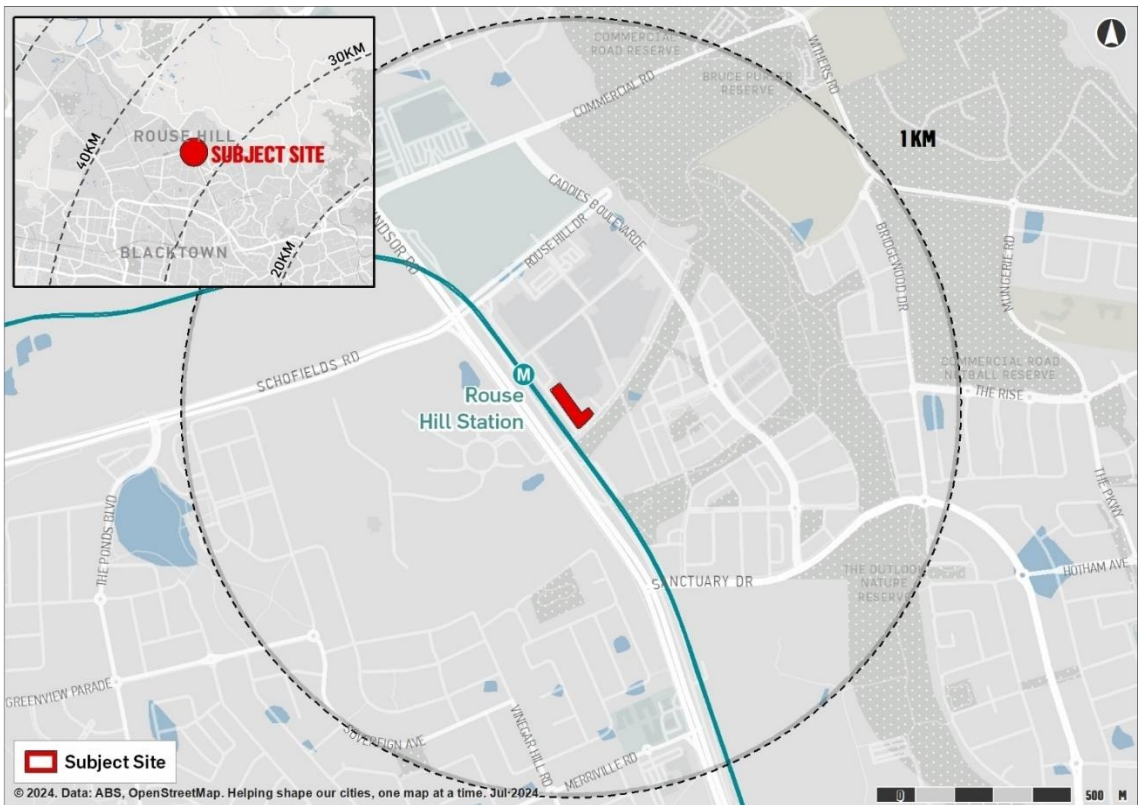 30KM
40KM
ROUSE HILL
SUBJECT SITE
BLACKTOWN
20KM
COMMERCIAL
ROAD RESERVE
BRUCE PURSER
RESERVE
WITHERS RD
COMMERCIAL RD
1 KM
CADDIES BOULEVARDE
ROUSE HILL DR
NDSOR RD
BRIDGEWOOD DR
MUNGERIE RD
SCHOFIELDS RD
COMMERCIAL ROAD
NETBALL RESERVE
THE RISE
M
Rouse
Hill Station
THE PONDS BLVD
THE PKWY
SANCTUARY DR
THE OUTLOOK
NATURE
RESERVE
HOTHAM AVE
GREENVIEW PARADE
SOVEREIGN AVE
VINEGAR HILL RD
MERRIVILLE RD
Subject Site
© 2024. Data: ABS, OpenStreetMap. Helping shape our cities, one map at a time. Jul-2024
0 500 M